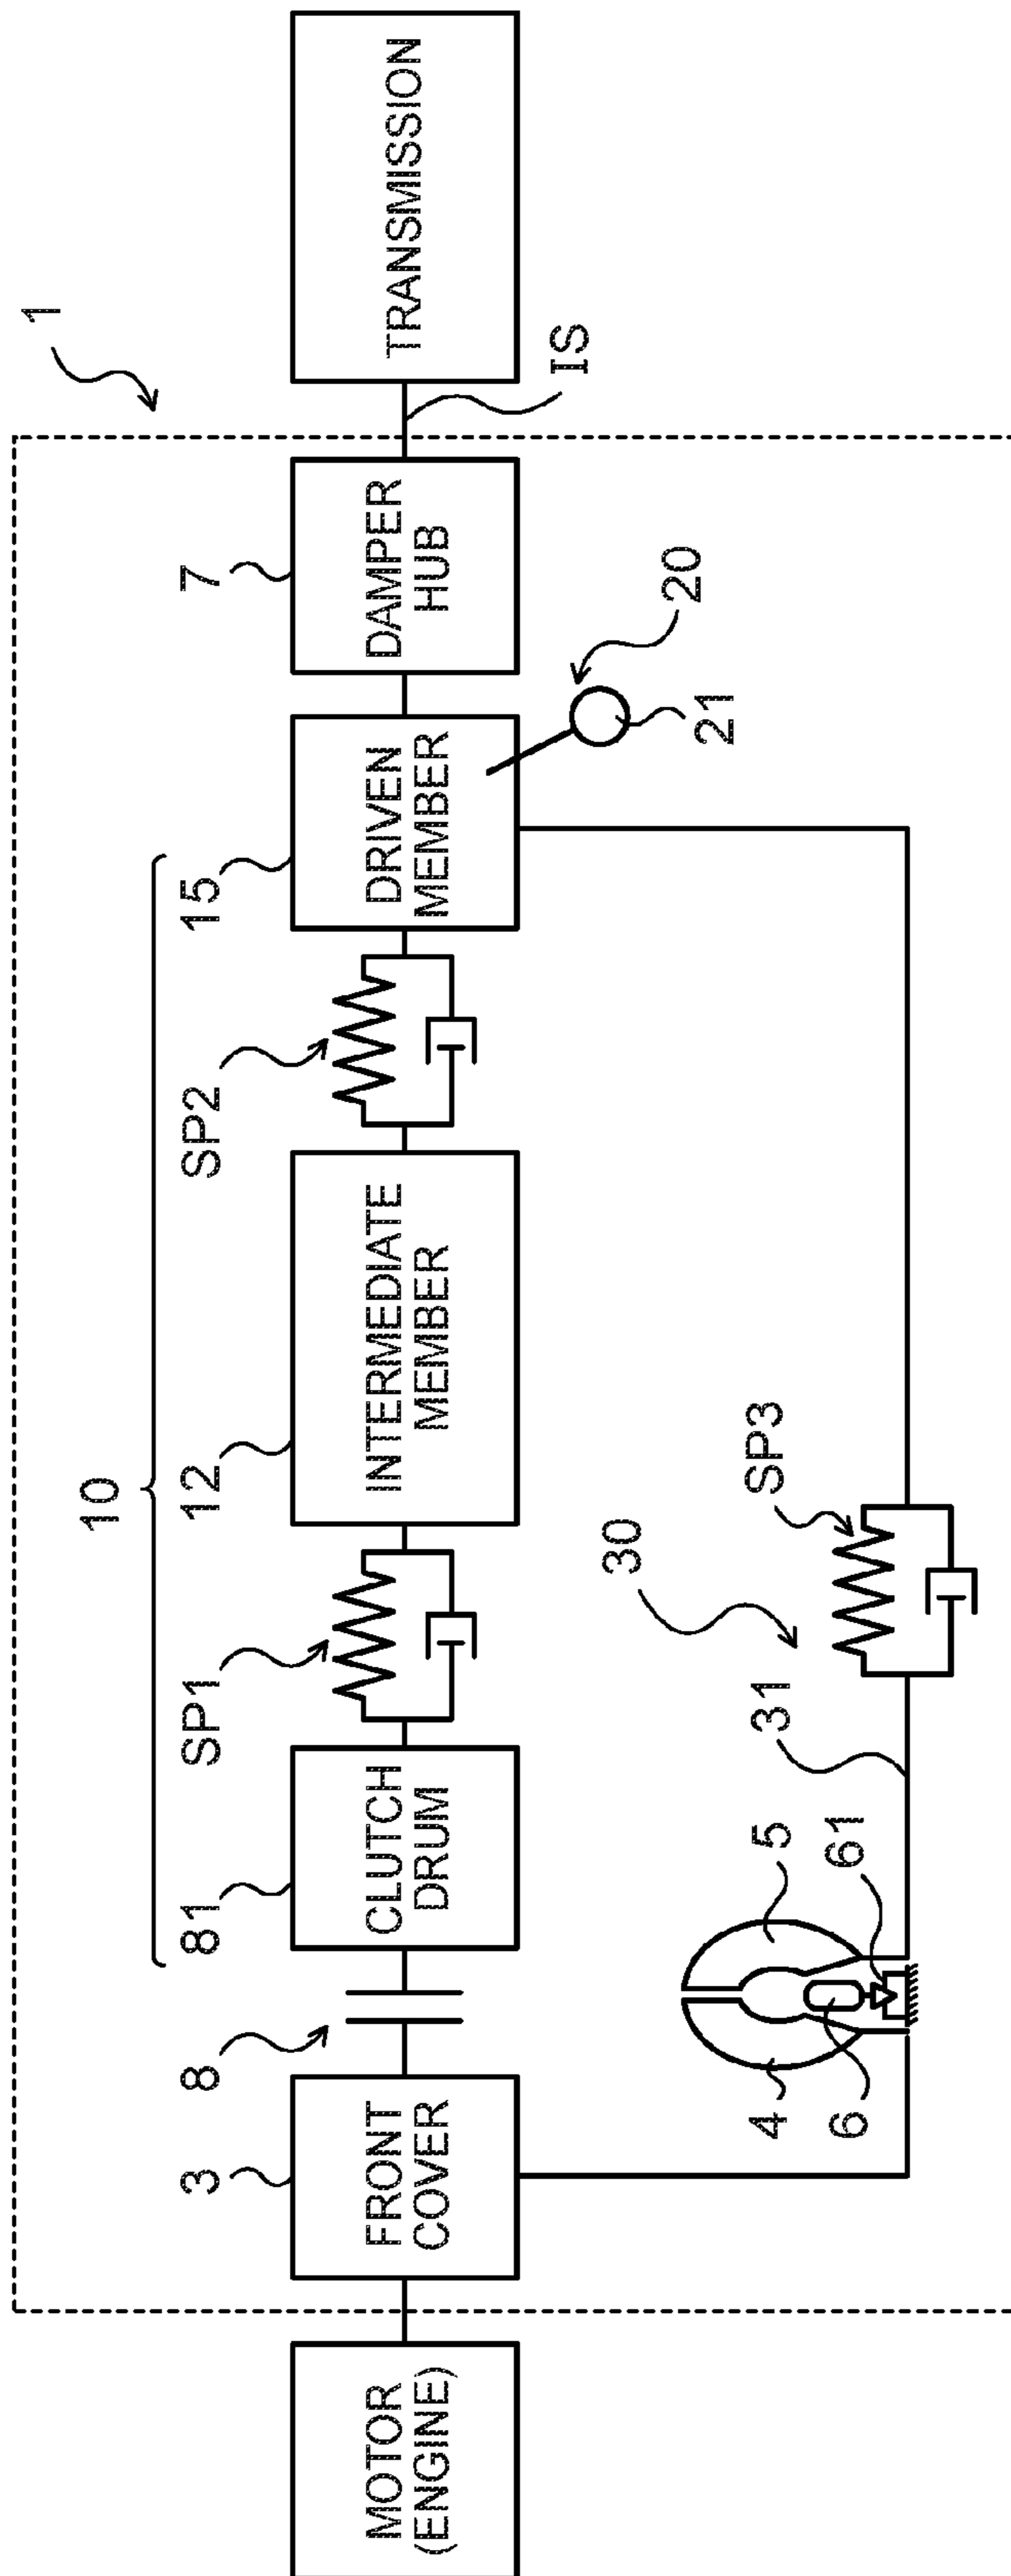 1
10
3
8
81
SP1
12
SP2
15
7
MOTOR
(ENGINE)
FRONT
COVER
CLUTCH
DRUM
INTERMEDIATE
MEMBER
DRIVEN
MEMBER
DAMPER
HUB
TRANSMISSION
IS
20
21
30
SP3
31
4
5
6
61